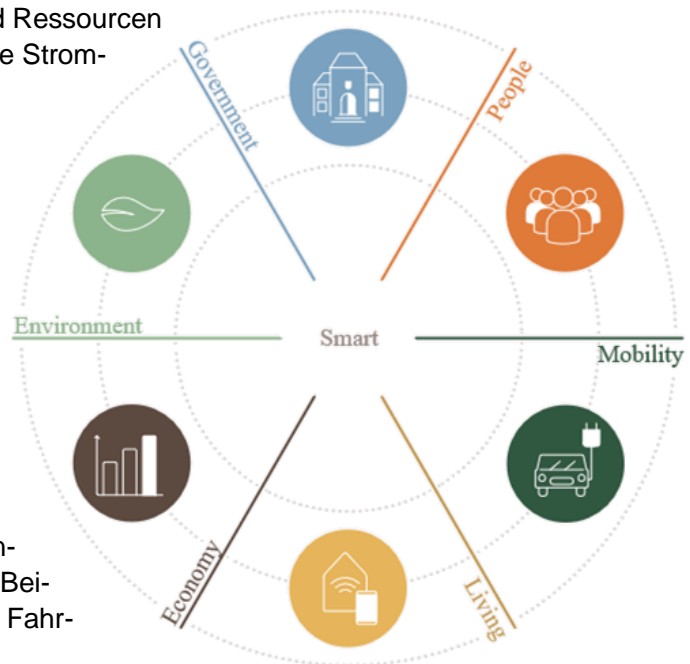 d Ressourcen
e Strom-
Government
People
Environment
Smart
Mobility
Economy
Living
n-
Bei-
Fahr-